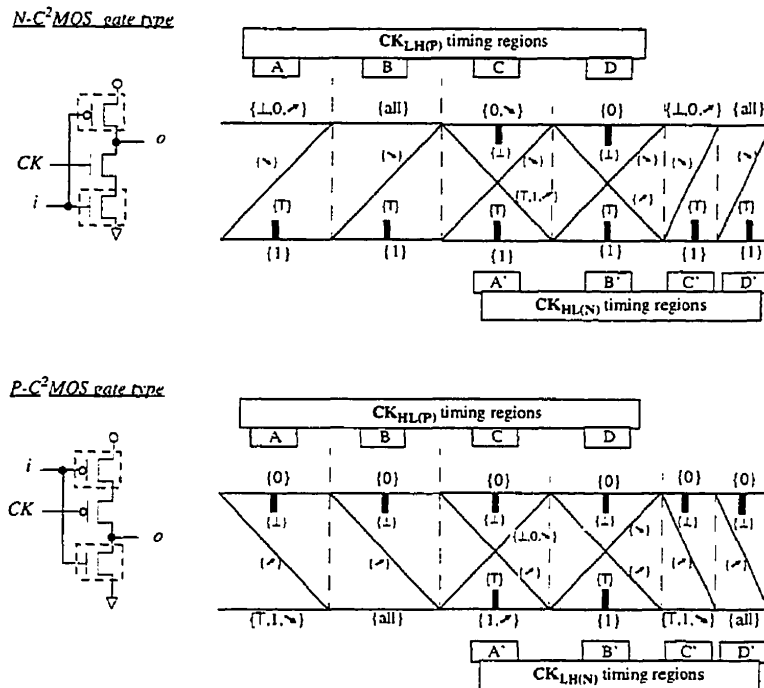 N-C²MOS gate type
CK_LH(P) timing regions
A B C D
{⊥,0,↗} {all} {0,↘} {0} {⊥,0,↗} {all}
o
{⊥} {⊥}
CK
{↘} {↘} {↘} {↘} {↘} {↘}
{T,1,↗} {↗}
i
{T} {T} {T} {T} {T} {T}
{1} {1} {1} {1} {1} {1}
A' B' C' D'
CK_HL(N) timing regions
P-C²MOS gate type
CK_HL(P) timing regions
A B C D
i
{0} {0} {0} {0} {0} {0}
CK
{⊥} {⊥} {⊥} {⊥} {⊥} {⊥}
{⊥,0,↘} {↘}
o
{↗} {↗} {↗} {↗} {↗} {↗}
{T} {T}
{T,1,↘} {all} {1,↗} {1} {T,1,↘} {all}
A' B' C' D'
CK_LH(N) timing regions